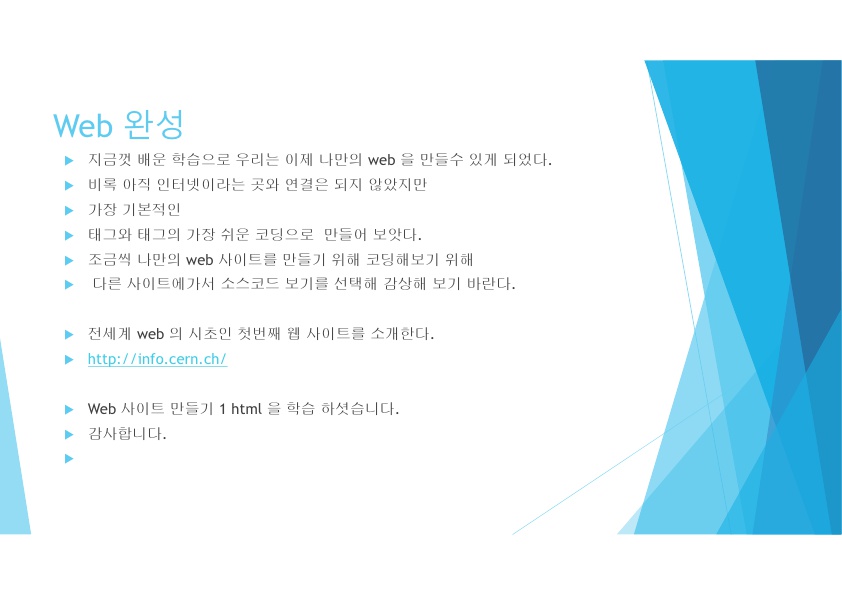 Web 완성
지금껏 배운 학습으로 우리는 이제 나만의 web 을 만들수 있게 되었다.
비록 아직 인터넷이라는 곳와 연결은 되지 않았지만
가장 기본적인
태그와 태그의 가장 쉬운 코딩으로 만들어 보앗다.
조금씩 나만의 web 사이트를 만들기 위해 코딩해보기 위해
다른 사이트에가서 소스코드 보기를 선택해 감상해 보기 바란다.
전세계 web 의 시초인 첫번째 웹 사이트를 소개한다.
http://info.cern.ch/
Web 사이트 만들기 1 html 을 학습 하셧습니다.
감사합니다.